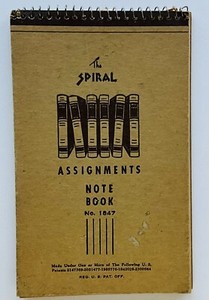 The
SPIRAL
ASSIGNMENTS
NOTE
BOOK
No. 1847
Made Under One or More of The Following U. S.
REG. U. S. PAT. OFF.